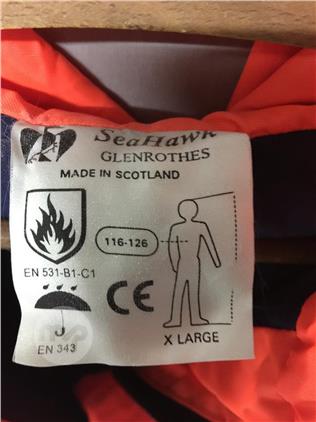 SeaHawk
GLENROTHES
MADE IN SCOTLAND
116-126
EN 531-B1-C1
CE
EN 343
X LARGE